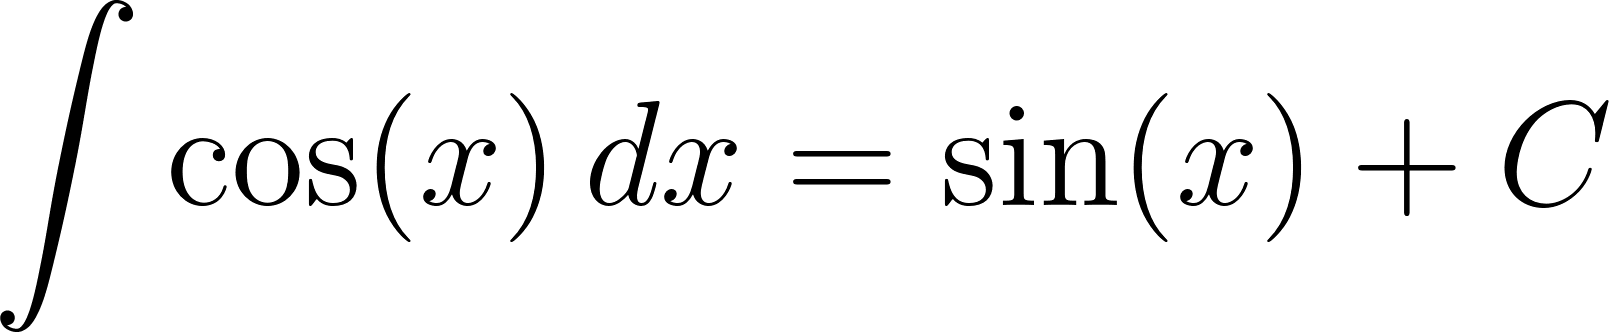 ∫ cos(x) dx = sin(x) + C